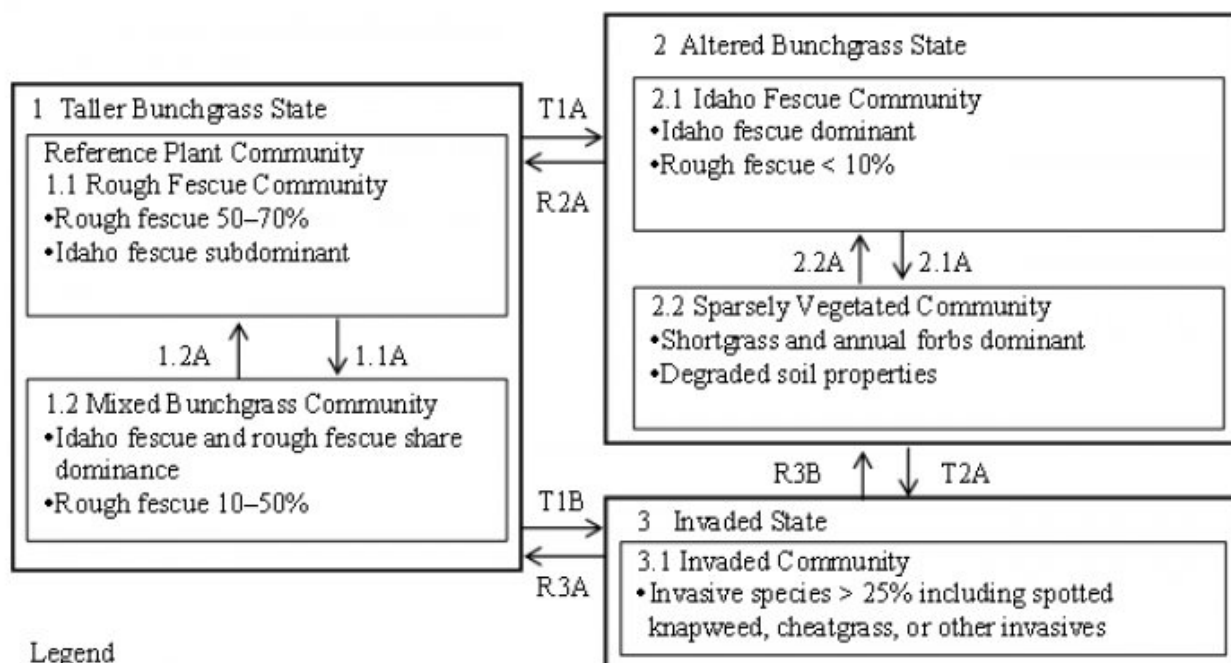 1 Taller Bunchgrass State
Reference Plant Community
1.1 Rough Fescue Community
•Rough fescue 50–70%
•Idaho fescue subdominant
1.2A
1.1A
1.2 Mixed Bunchgrass Community
•Idaho fescue and rough fescue share
dominance
•Rough fescue 10–50%
T1A
R2A
T1B
R3A
2 Altered Bunchgrass State
2.1 Idaho Fescue Community
•Idaho fescue dominant
•Rough fescue < 10%
2.2A
2.1A
2.2 Sparsely Vegetated Community
•Shortgrass and annual forbs dominant
•Degraded soil properties
R3B
T2A
3 Invaded State
3.1 Invaded Community
•Invasive species > 25% including spotted
knapweed, cheatgrass, or other invasives
Legend